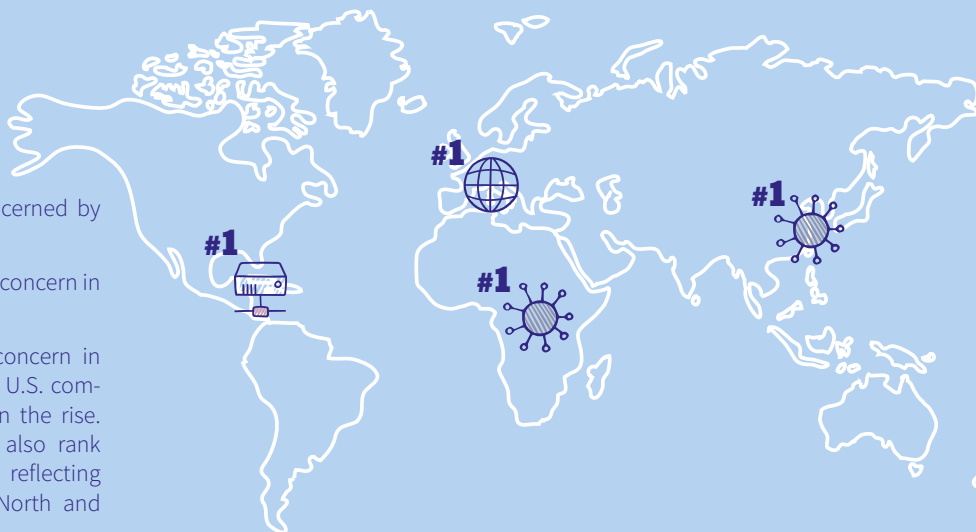 cerned by
concern in
concern in
U.S. com-
n the rise.
also rank
reflecting
North and
#1
#1
#1
#1